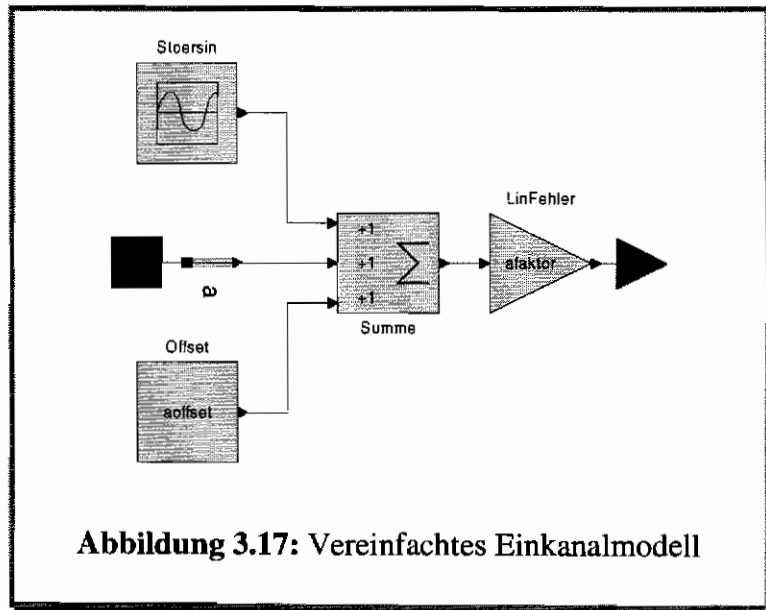 Stoersin
LinFehler
+1
+1
afaktor
a
+1
Summe
Offset
aoffset
Abbildung 3.17: Vereinfachtes Einkanalmodell